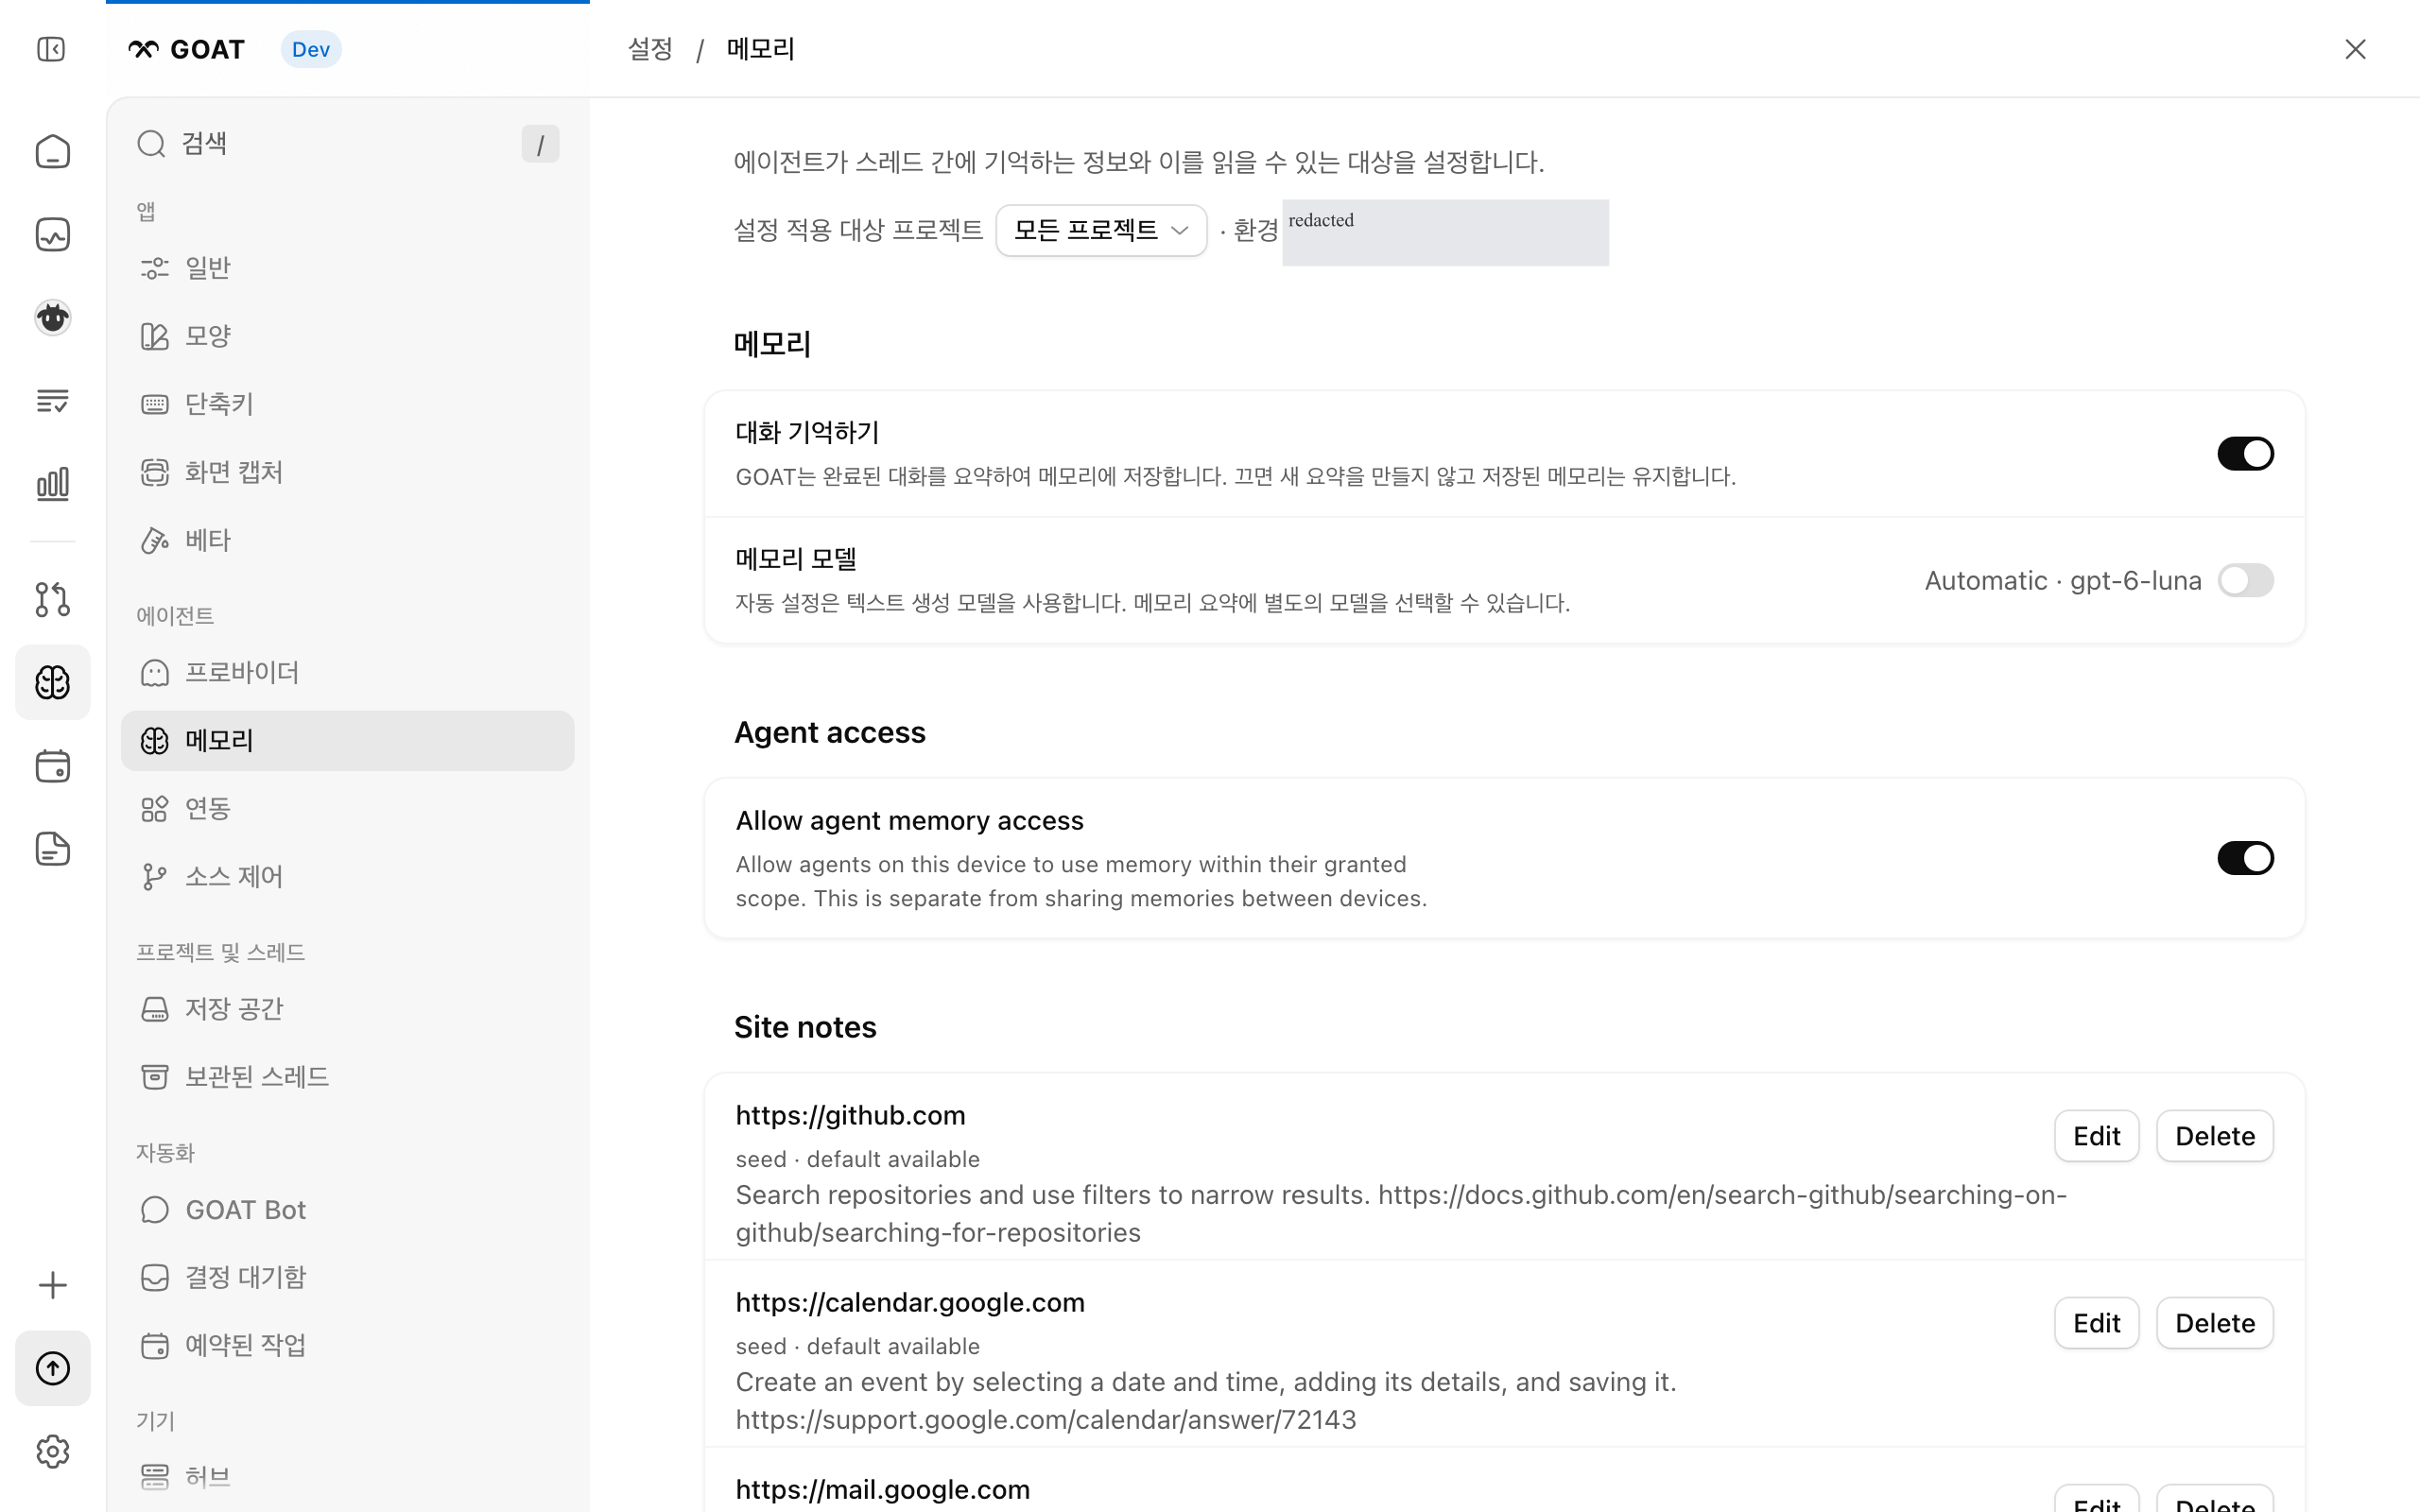 GOAT Dev
설정 / 메모리
검색 /
앱
일반
모양
단축키
화면 캡처
베타
에이전트
프로바이더
메모리
연동
소스 제어
프로젝트 및 스레드
저장 공간
보관된 스레드
자동화
GOAT Bot
결정 대기함
예약된 작업
기기
허브
에이전트가 스레드 간에 기억하는 정보와 이를 읽을 수 있는 대상을 설정합니다.
설정 적용 대상 프로젝트 모든 프로젝트 · 환경 redacted
메모리
대화 기억하기
GOAT는 완료된 대화를 요약하여 메모리에 저장합니다. 끄면 새 요약을 만들지 않고 저장된 메모리는 유지합니다.
메모리 모델
자동 설정은 텍스트 생성 모델을 사용합니다. 메모리 요약에 별도의 모델을 선택할 수 있습니다.
Automatic · gpt-6-luna
Agent access
Allow agent memory access
Allow agents on this device to use memory within their granted
scope. This is separate from sharing memories between devices.
Site notes
https://github.com
seed · default available
Search repositories and use filters to narrow results. https://docs.github.com/en/search-github/searching-on-
github/searching-for-repositories
Edit Delete
https://calendar.google.com
seed · default available
Create an event by selecting a date and time, adding its details, and saving it.
https://support.google.com/calendar/answer/72143
Edit Delete
https://mail.google.com
Edit Delete